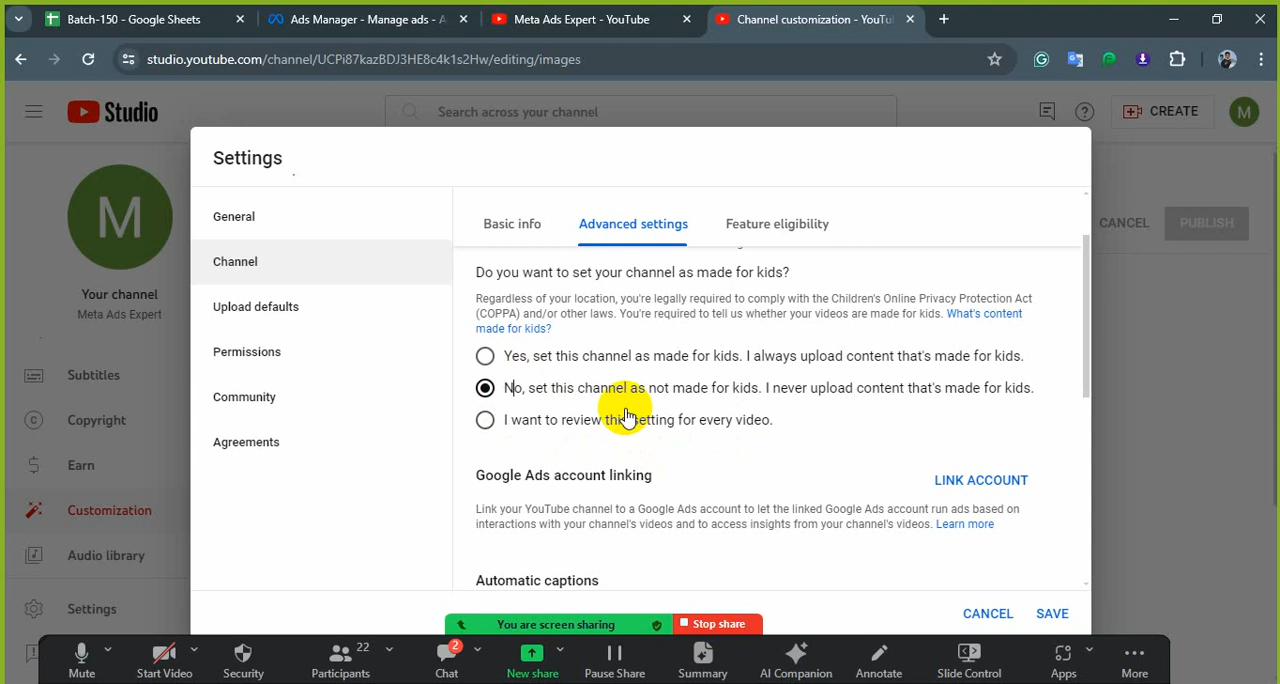 Batch-150 - Google Sheets
Ads Manager - Manage ads - A
Meta Ads Expert - YouTube
Channel customization - YouTu
studio.youtube.com/channel/UCPi87kazBDJ3HE8c4k1s2Hw/editing/images
Studio
Search across your channel
CREATE
M
M
Your channel
Meta Ads Expert
Subtitles
Copyright
Earn
Customization
Audio library
Settings
CANCEL
PUBLISH
Settings
General
Channel
Upload defaults
Permissions
Community
Agreements
Basic info
Advanced settings
Feature eligibility
Do you want to set your channel as made for kids?
Regardless of your location, you're legally required to comply with the Children's Online Privacy Protection Act
(COPPA) and/or other laws. You're required to tell us whether your videos are made for kids. What's content
made for kids?
Yes, set this channel as made for kids. I always upload content that's made for kids.
No, set this channel as not made for kids. I never upload content that's made for kids.
I want to review this setting for every video.
Google Ads account linking
LINK ACCOUNT
Link your YouTube channel to a Google Ads account to let the linked Google Ads account run ads based on
interactions with your channel's videos and to access insights from your channel's videos. Learn more
Automatic captions
CANCEL
SAVE
You are screen sharing
Stop share
Mute
Start Video
Security
22
Participants
2
Chat
New share
Pause Share
Summary
AI Companion
Annotate
Slide Control
Apps
More